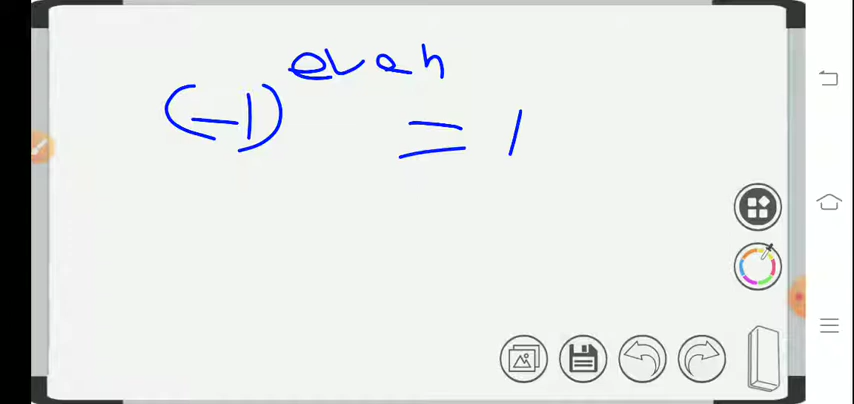 (-1)^even = 1